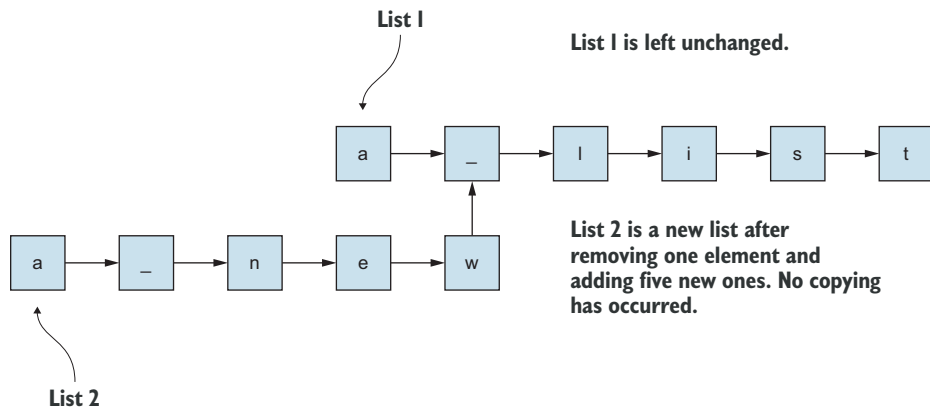 List 1
List 1 is left unchanged.
a _ l i s t
List 2 is a new list after
removing one element and
adding five new ones. No copying
has occurred.
a _ n e w
List 2